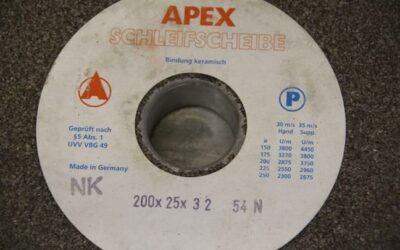 APEX
SCHLEIFSCHEIBE
Bindung keramisch
A
P
Geprüft nach
§5 Abs. 1
UVV VBG 49
30 m/s 35 m/s
Hand Supp.
ø U/m U/m
150 3800 4450
175 3270 3800
200 2875 3750
225 2550 2960
250 2300 2675
Made in Germany
NK
200x 25x 32 54 N